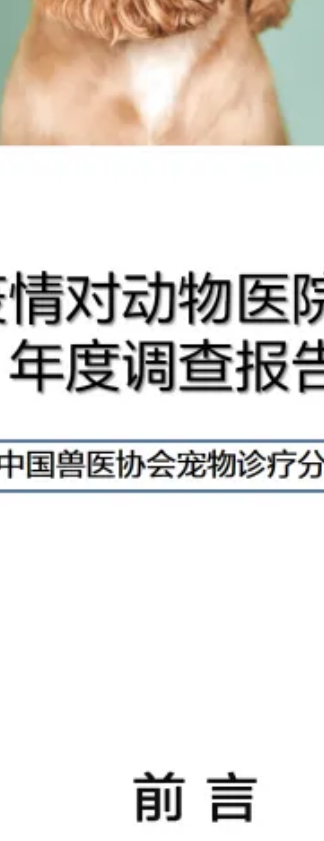 情对动物医院
年度调查报告
中国兽医协会宠物诊疗分
前言